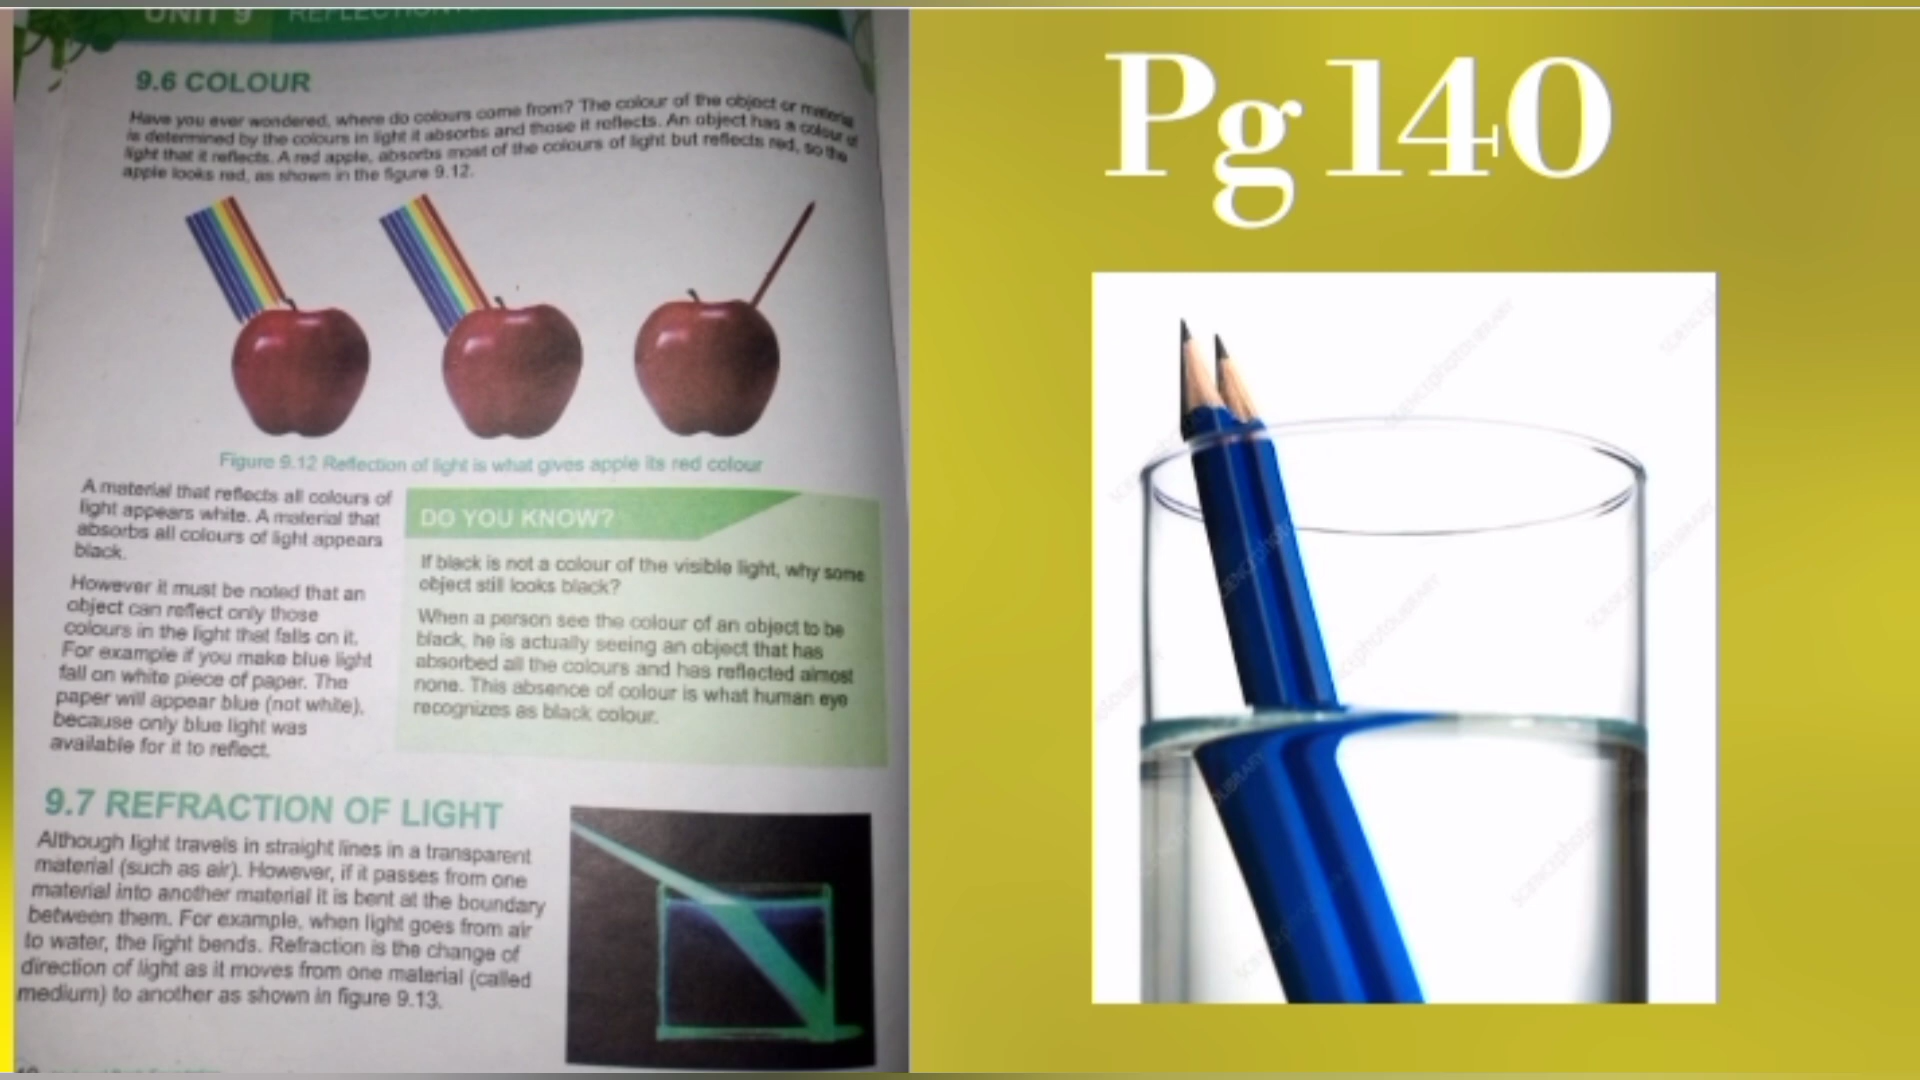 UNIT 9 REFLECTION
9.6 COLOUR
Have you ever wondered, where do colours come from? The colour of the object or material
is determined by the colours in light it absorbs and those it reflects. An object has a colour of
light that it reflects. A red apple, absorbs most of the colours of light but reflects red, so the
apple looks red, as shown in the figure 9.12.
Figure 9.12 Reflection of light is what gives apple its red colour
A material that reflects all colours of
light appears white. A material that
absorbs all colours of light appears
black.
However it must be noted that an
object can reflect only those
colours in the light that falls on it.
For example if you make blue light
fall on white piece of paper. The
paper will appear blue (not white),
because only blue light was
available for it to reflect.
DO YOU KNOW?
If black is not a colour of the visible light, why some
object still looks black?
When a person see the colour of an object to be
black, he is actually seeing an object that has
absorbed all the colours and has reflected almost
none. This absence of colour is what human eye
recognizes as black colour.
9.7 REFRACTION OF LIGHT
Although light travels in straight lines in a transparent
material (such as air). However, if it passes from one
material into another material it is bent at the boundary
between them. For example, when light goes from air
to water, the light bends. Refraction is the change of
direction of light as it moves from one material (called
medium) to another as shown in figure 9.13.
Pg 140
SCIENCEPHOTOLIBRARY